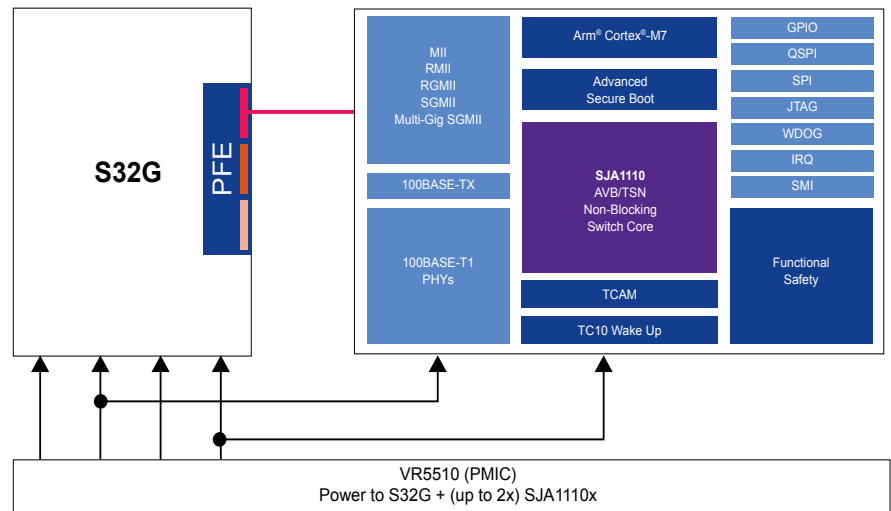 S32G
PFE
MII
RMII
RGMII
SGMII
Multi-Gig SGMII
100BASE-TX
100BASE-T1
PHYs
Arm® Cortex®-M7
Advanced
Secure Boot
SJA1110
AVB/TSN
Non-Blocking
Switch Core
TCAM
TC10 Wake Up
GPIO
QSPI
SPI
JTAG
WDOG
IRQ
SMI
Functional
Safety
VR5510 (PMIC)
Power to S32G + (up to 2x) SJA1110x